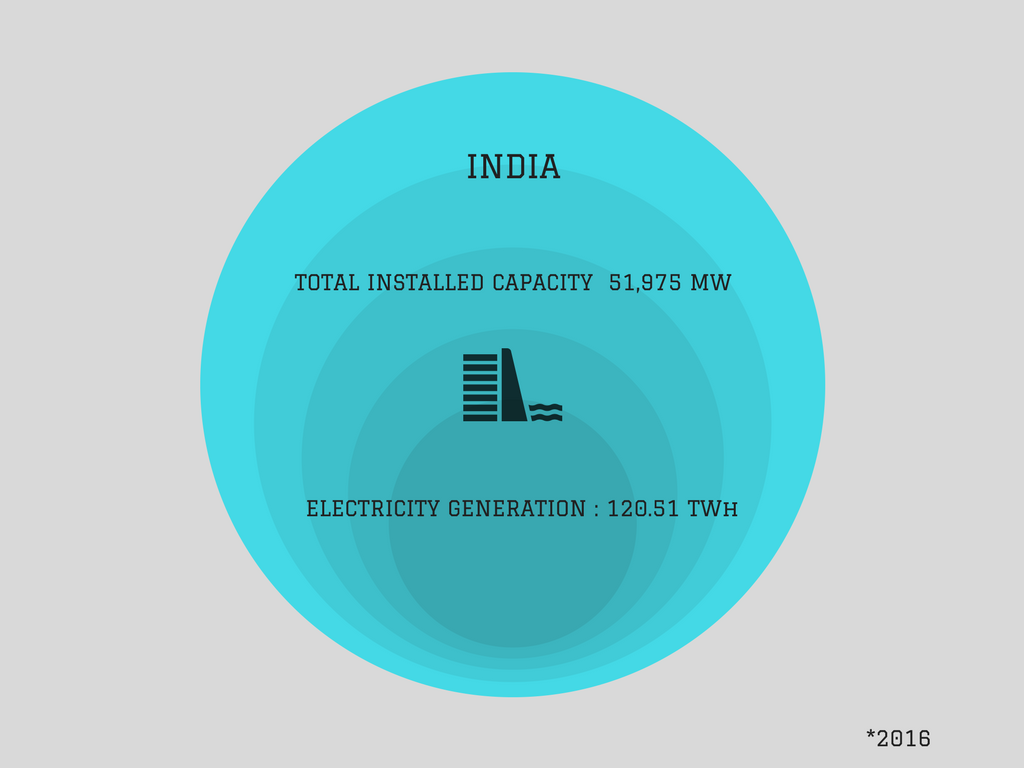 INDIA
TOTAL INSTALLED CAPACITY 51,975 MW
ELECTRICITY GENERATION : 120.51 TWH
*2016